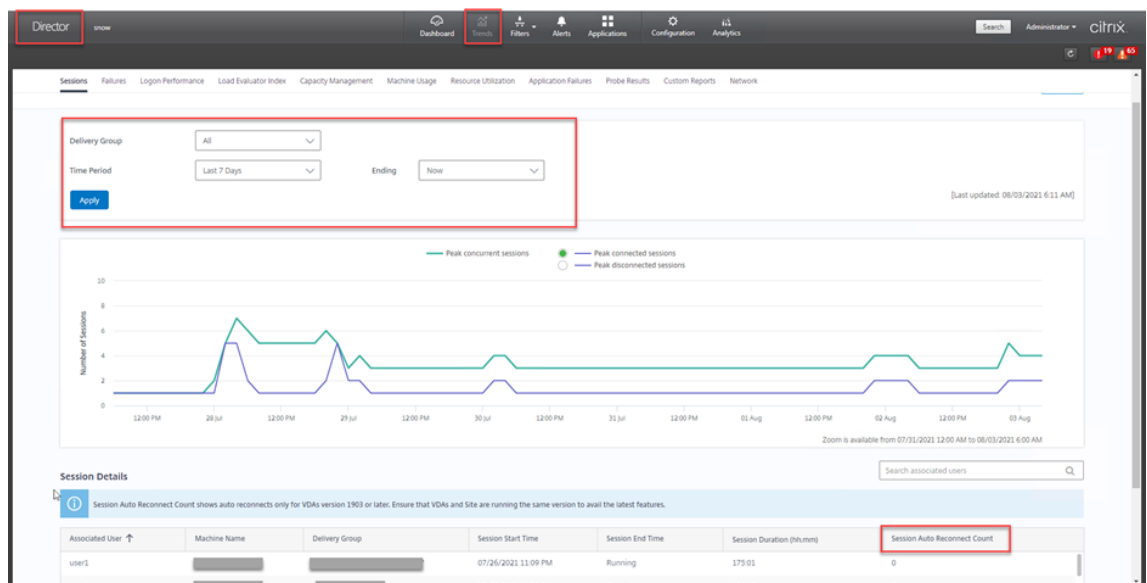 Director snow Dashboard Trends Filters Alerts Applications Configuration Analytics Search Administrator citrix
19 65
Sessions Failures Logon Performance Load Evaluator Index Capacity Management Machine Usage Resource Utilization Application Failures Probe Results Custom Reports Network
Delivery Group All
Time Period Last 7 Days Ending Now
Apply [Last updated: 08/03/2021 6:11 AM]
Peak concurrent sessions Peak connected sessions
Peak disconnected sessions
Number of Sessions
10
8
6
4
2
0
12:00 PM 28 Jul 12:00 PM 29 Jul 12:00 PM 30 Jul 12:00 PM 31 Jul 12:00 PM 01 Aug 12:00 PM 02 Aug 12:00 PM 03 Aug
Zoom is available from 07/31/2021 12:00 AM to 08/03/2021 6:00 AM
Session Details Search associated users
Session Auto Reconnect Count shows auto reconnects only for VDAs version 1903 or later. Ensure that VDAs and Site are running the same version to avail the latest features.
Associated User Machine Name Delivery Group Session Start Time Session End Time Session Duration (hh:mm) Session Auto Reconnect Count
user1 07/26/2021 11:09 PM Running 175:01 0